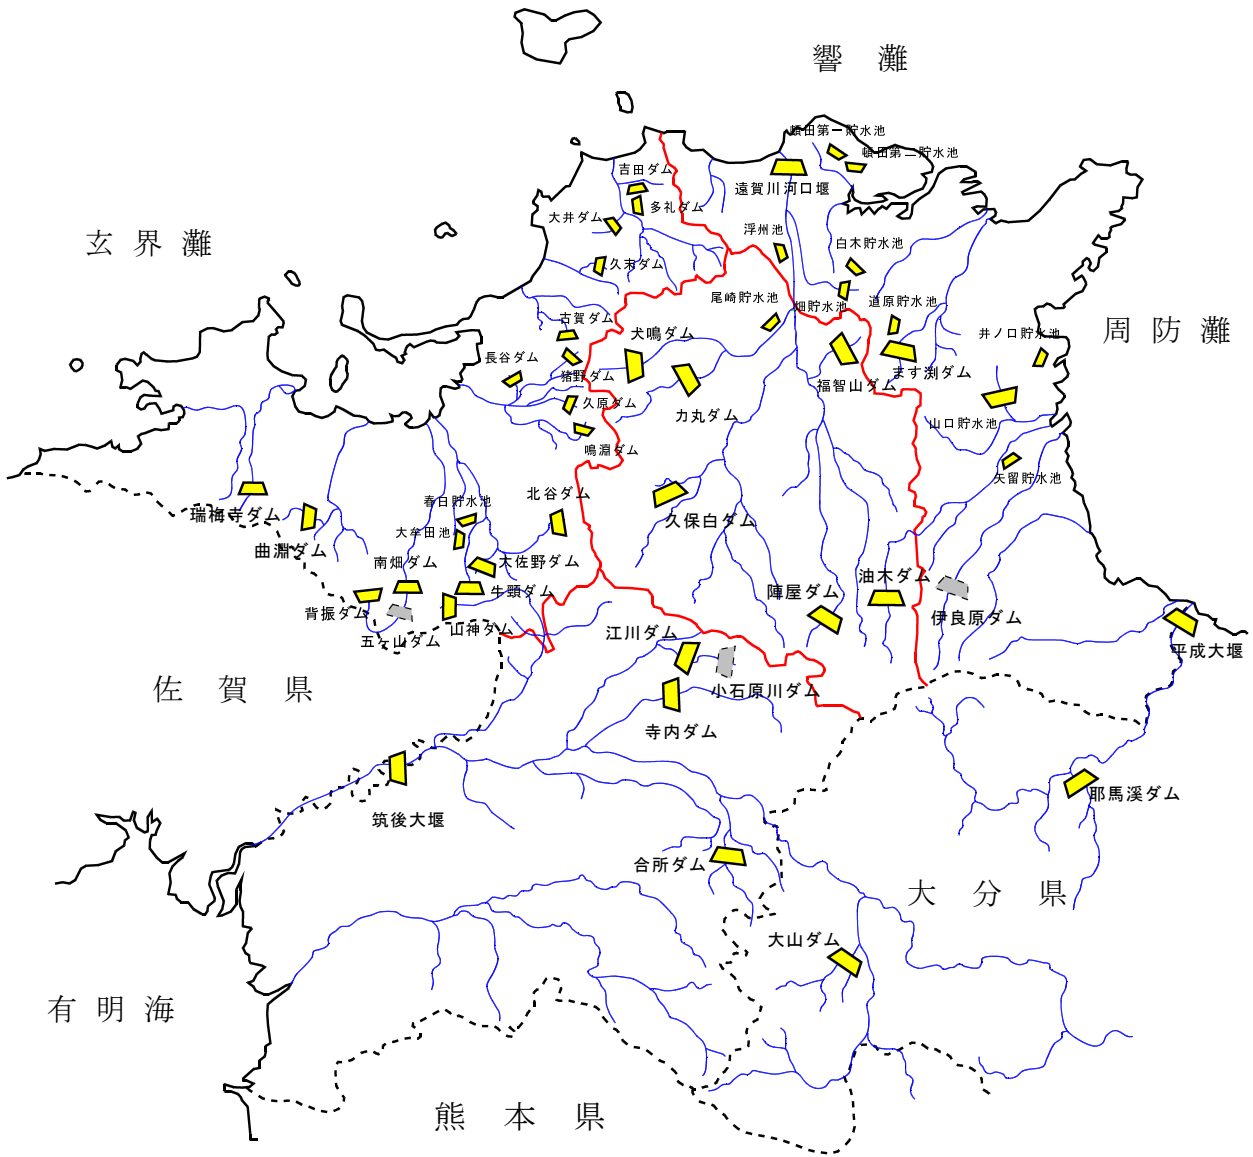 響灘
頓田第一貯水池
頓田第二貯水池
吉田ダム
遠賀川河口堰
多礼ダム
大井ダム
浮州池
玄界灘
白木貯水池
久末ダム
尾崎貯水池
畑貯水池
道原貯水池
古賀ダム
犬鳴ダム
井ノ口貯水池
周防灘
長谷ダム
猪野ダム
ます渕ダム
福智山ダム
久原ダム
力丸ダム
山口貯水池
鳴淵ダム
矢留貯水池
北谷ダム
春日貯水池
瑞梅寺ダム
久保白ダム
大牟田池
曲淵ダム
南畑ダム
大佐野ダム
油木ダム
牛頸ダム
陣屋ダム
背振ダム
伊良原ダム
山神ダム
江川ダム
五ヶ山ダム
平成大堰
佐賀県
小石原川ダム
寺内ダム
耶馬溪ダム
筑後大堰
合所ダム
大分県
大山ダム
有明海
熊本県